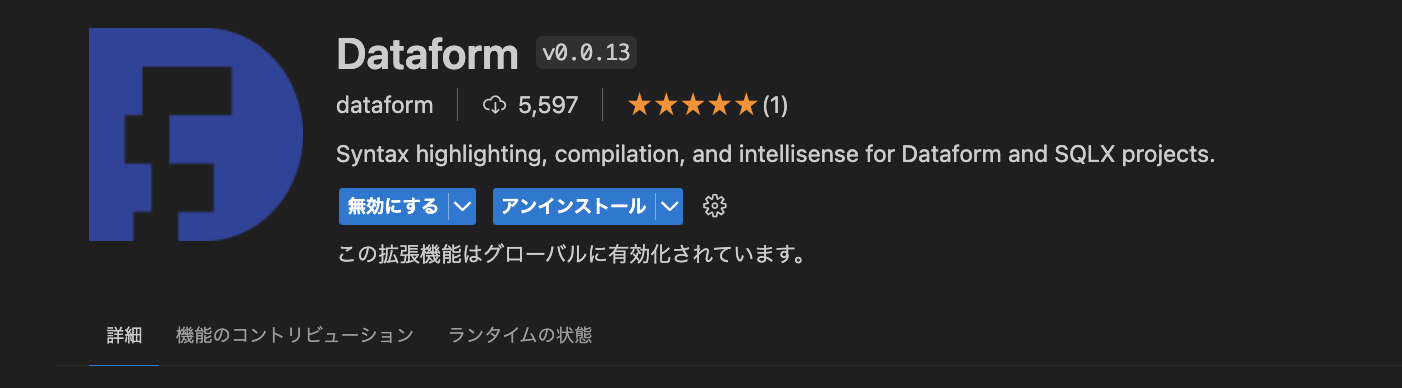 Dataform v0.0.13
dataform 5,597 ★★★★★ (1)
Syntax highlighting, compilation, and intellisense for Dataform and SQLX projects.
無効にする アンインストール
この拡張機能はグローバルに有効化されています。
詳細 機能のコントリビューション ランタイムの状態